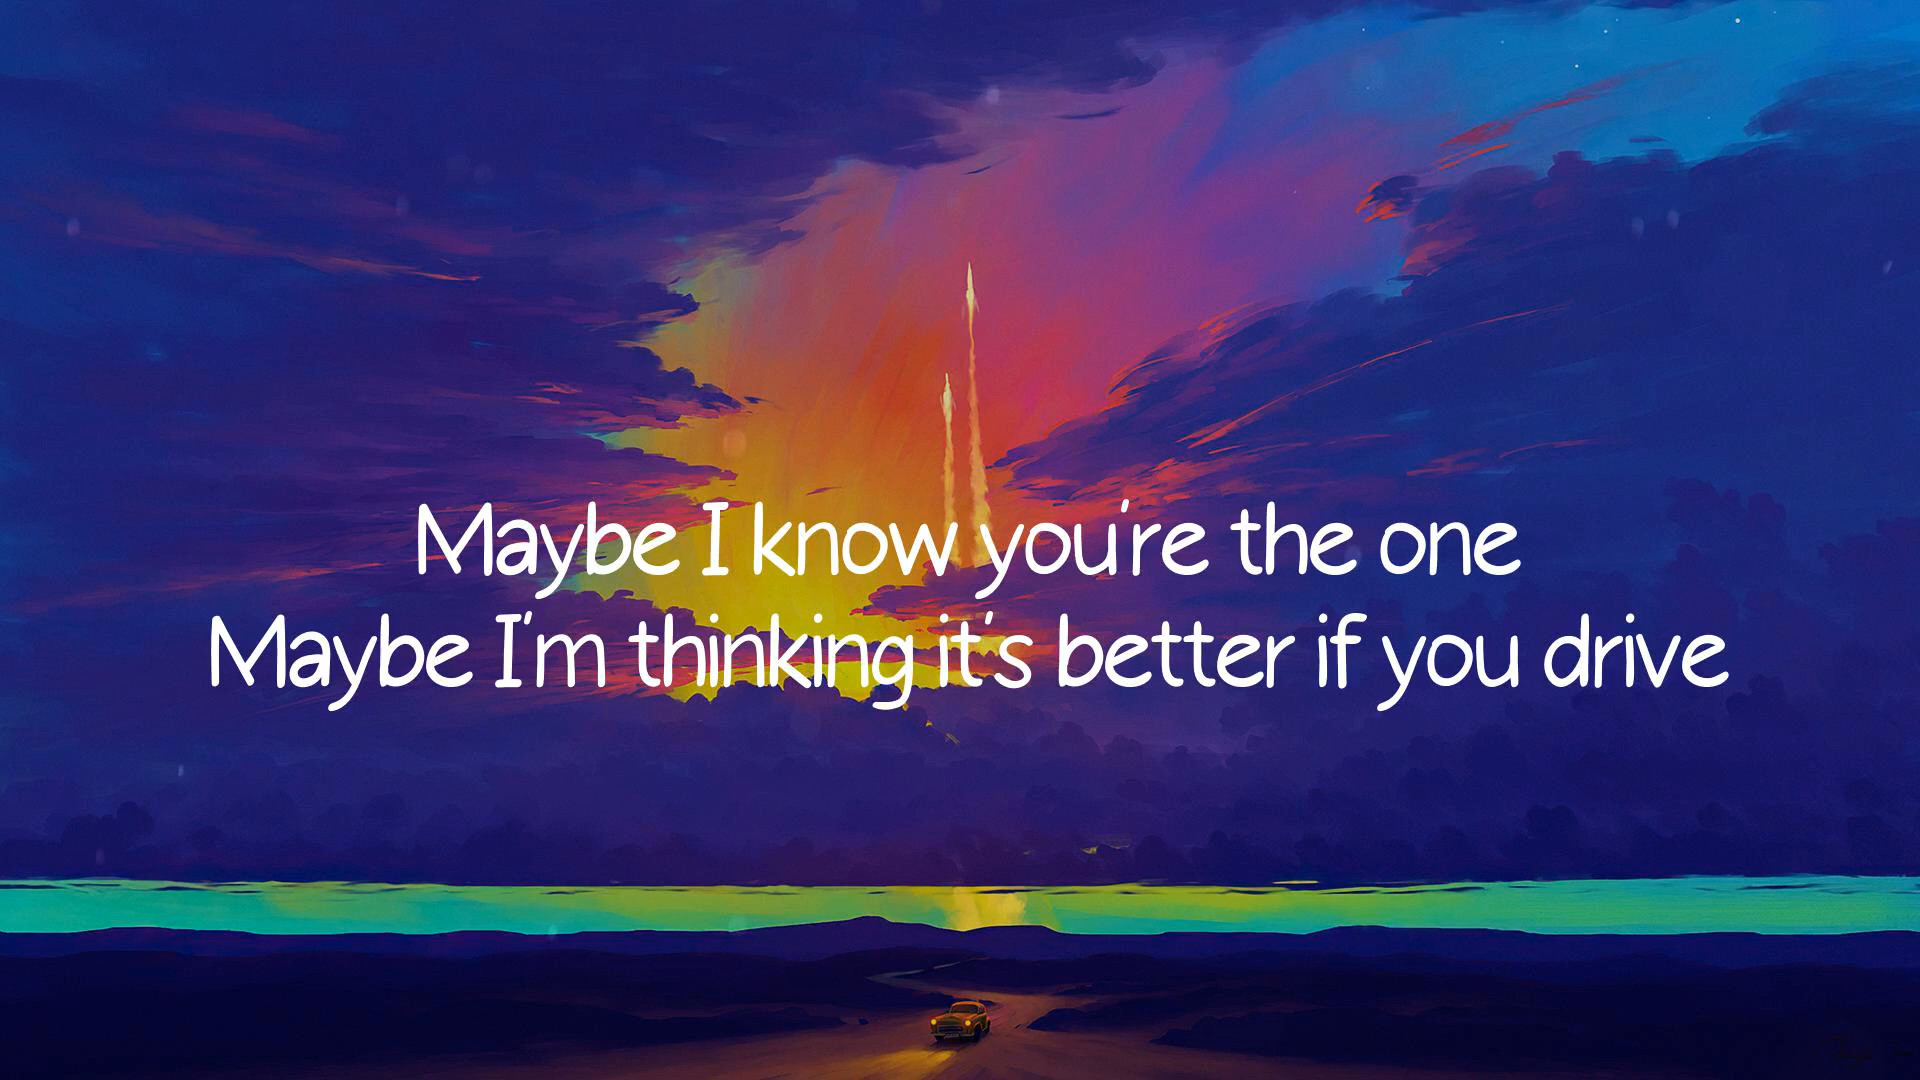 Maybe I know you're the one
Maybe I'm thinking it's better if you drive